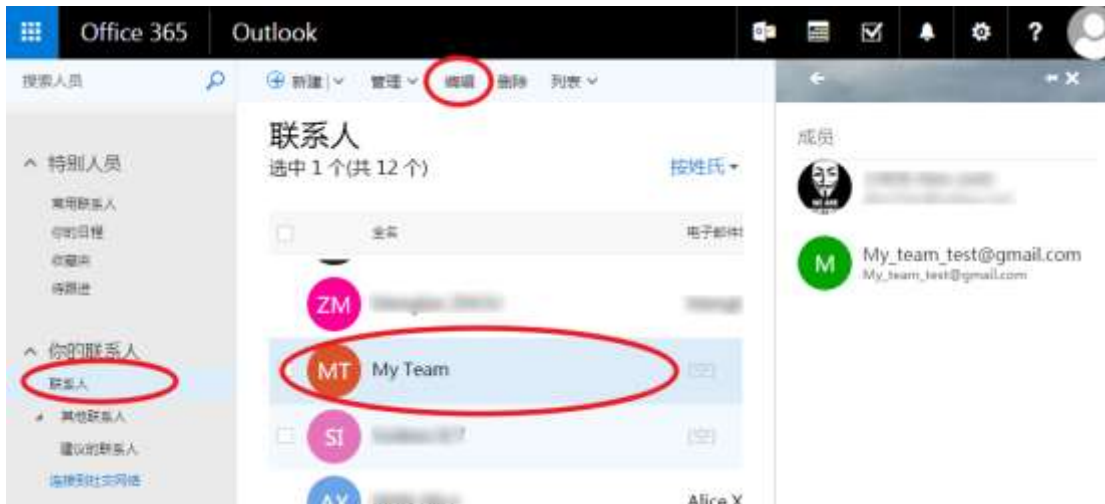 Office 365
Outlook
搜索人员
新建
管理
编辑
删除
列表
联系人
选中 1 个(共 12 个)
按姓氏
特别人员
常用联系人
你的日程
收藏夹
待跟进
你的联系人
联系人
其他联系人
建议的联系人
连接到社交网络
全名
电子邮件
ZM
MT
My Team
(空)
SI
(空)
AX
Alice X
成员
M
My_team_test@gmail.com
My_team_test@gmail.com